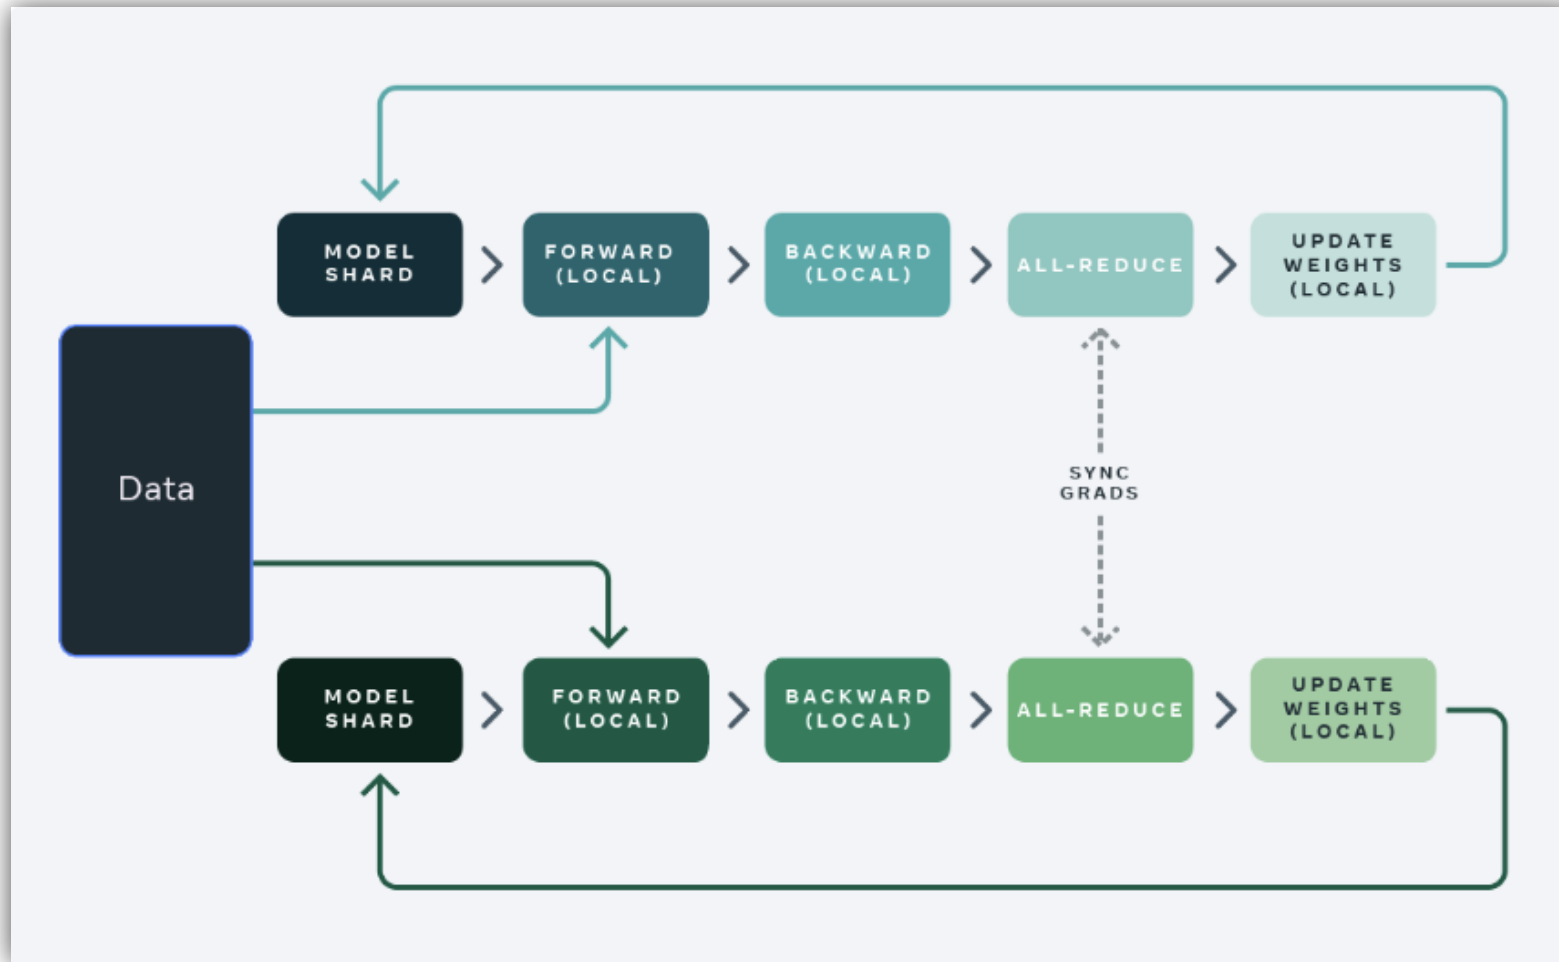 MODEL
SHARD
FORWARD
(LOCAL)
BACKWARD
(LOCAL)
ALL-REDUCE
UPDATE
WEIGHTS
(LOCAL)
Data
SYNC
GRADS
MODEL
SHARD
FORWARD
(LOCAL)
BACKWARD
(LOCAL)
ALL-REDUCE
UPDATE
WEIGHTS
(LOCAL)